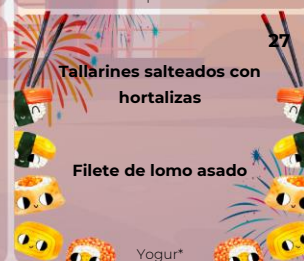 27
Tallarines salteados con
hortalizas
Filete de lomo asado
Yogur*